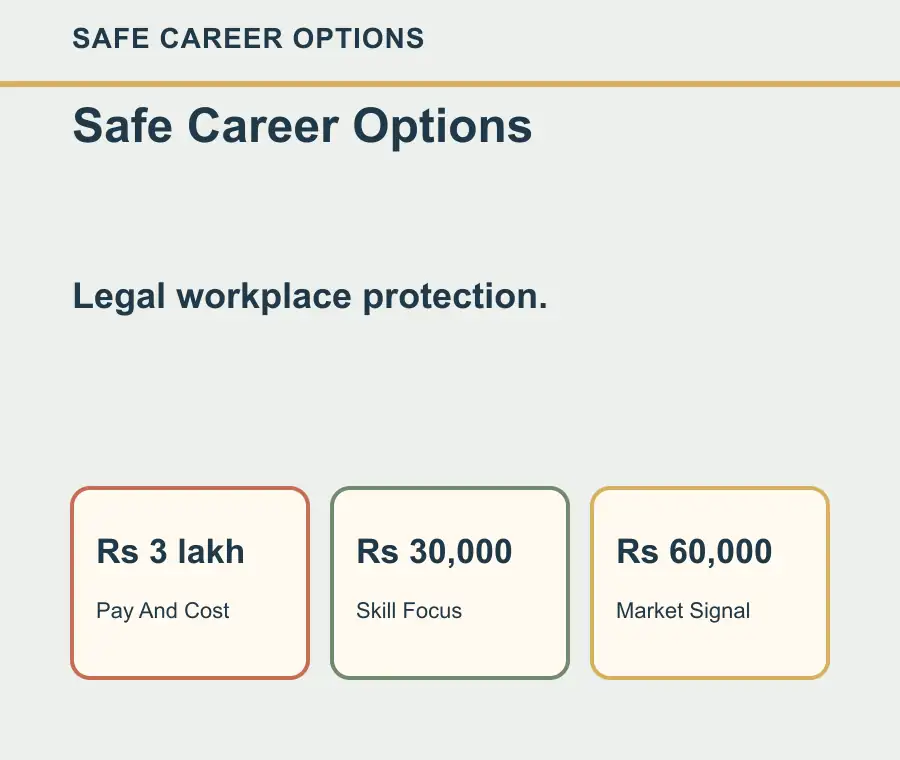 SAFE CAREER OPTIONS
Safe Career Options
Legal workplace protection.
Rs 3 lakh
Pay And Cost
Rs 30,000
Skill Focus
Rs 60,000
Market Signal